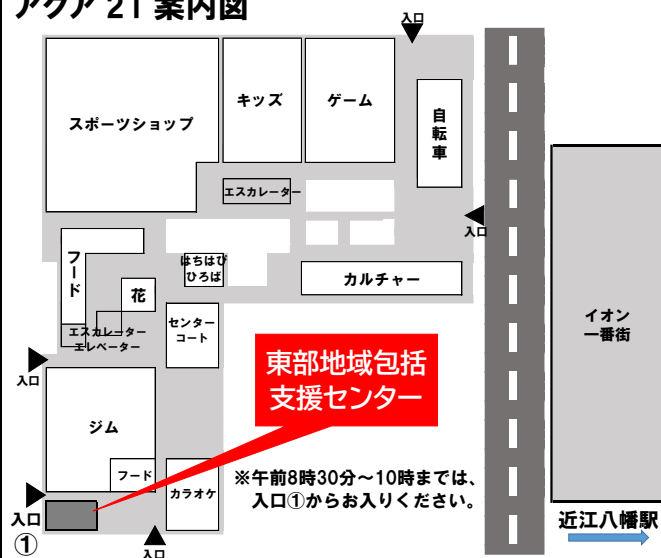 アクア 21 案内図
入口
スポーツショップ
キッズ
ゲーム
自転車
エスカレーター
入口
フード
はちはぴ
ひろば
カルチャー
花
エスカレーター
エレベーター
センター
コート
イオン
一番街
入口
東部地域包括
支援センター
ジム
フード
カラオケ
※午前8時30分～10時までは、
入口①からお入りください。
入口
①
入口
近江八幡駅